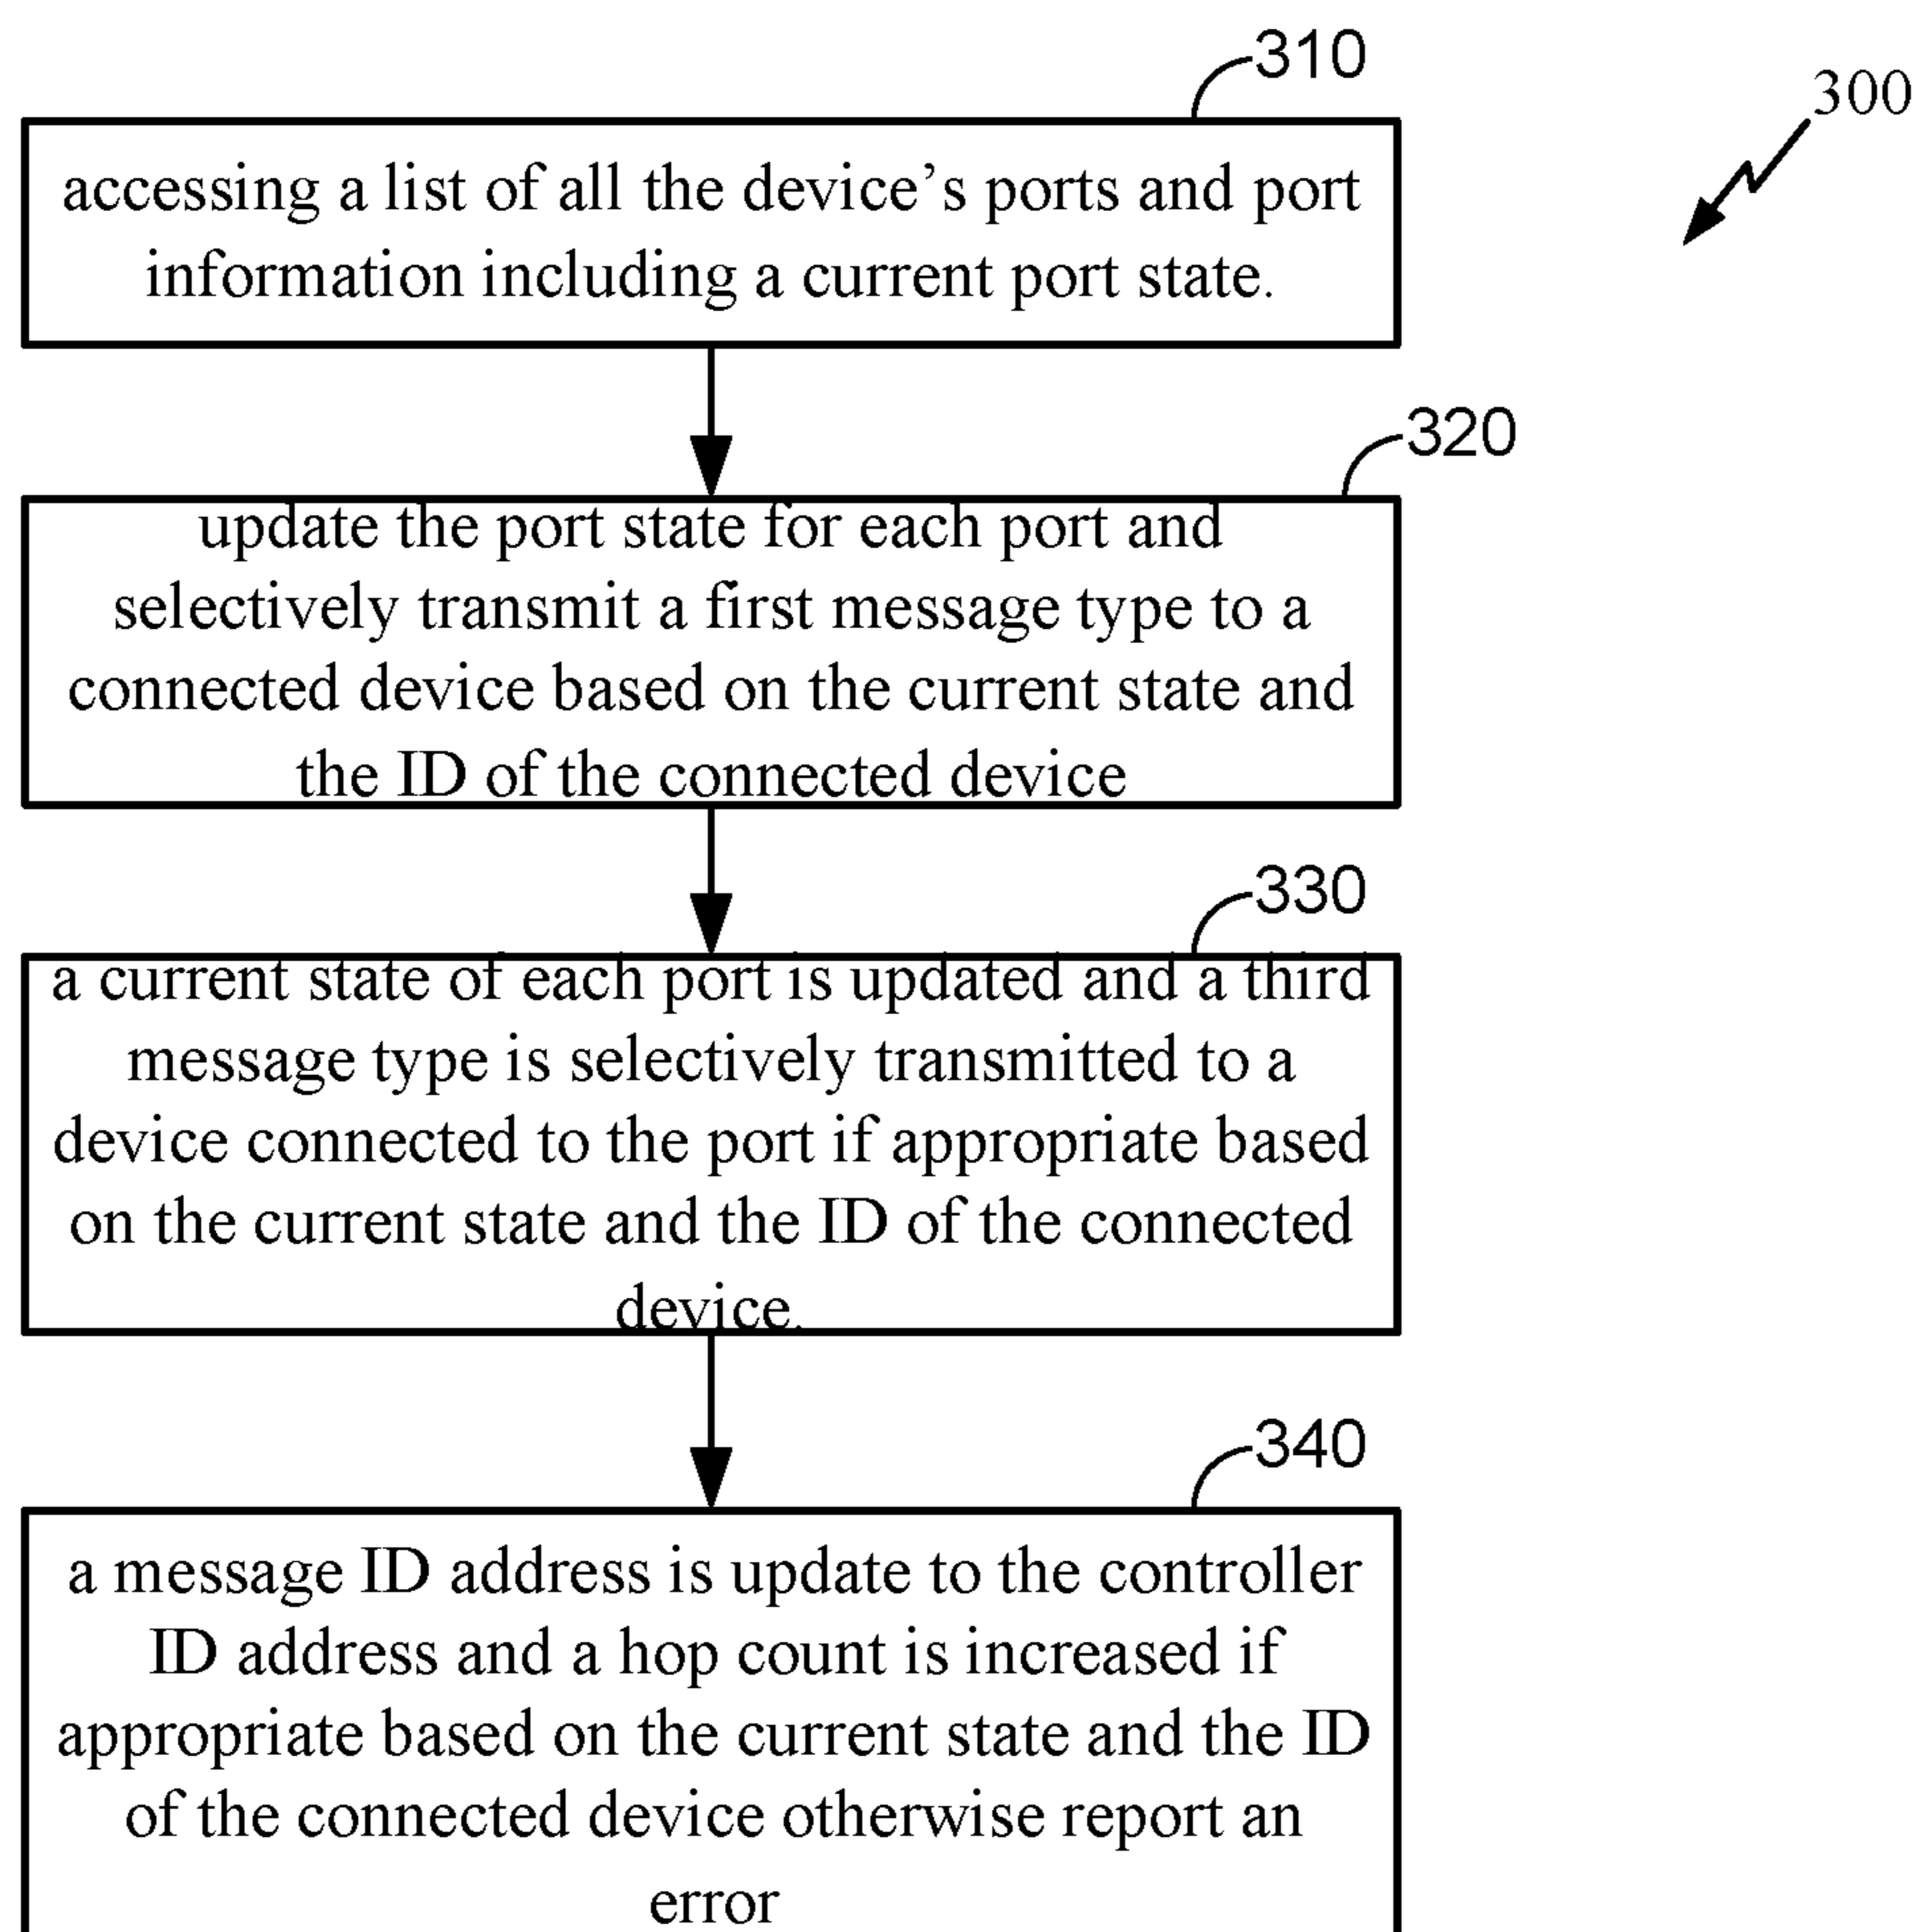 310
300
accessing a list of all the device’s ports and port
information including a current port state.
320
update the port state for each port and
selectively transmit a first message type to a
connected device based on the current state and
the ID of the connected device
330
a current state of each port is updated and a third
message type is selectively transmitted to a
device connected to the port if appropriate based
on the current state and the ID of the connected
device.
340
a message ID address is update to the controller
ID address and a hop count is increased if
appropriate based on the current state and the ID
of the connected device otherwise report an
error